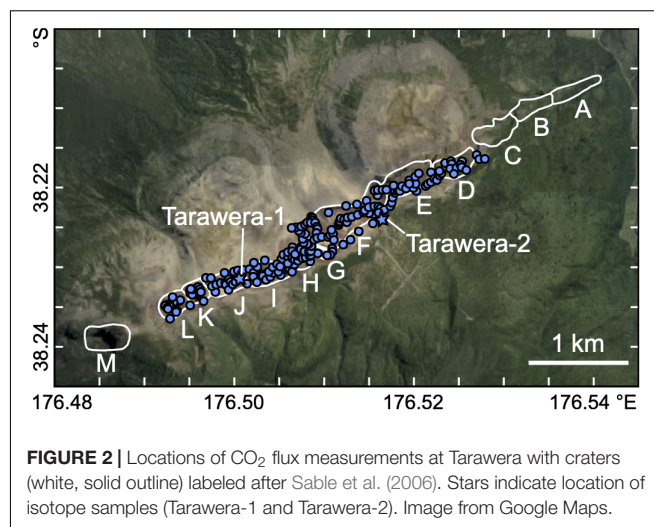 °S
38.22
38.24
A
B
C
D
E
Tarawera-1
F
Tarawera-2
G
H
I
J
K
L
M
1 km
176.48 176.50 176.52 176.54 °E
FIGURE 2 | Locations of CO₂ flux measurements at Tarawera with craters
(white, solid outline) labeled after Sable et al. (2006). Stars indicate location of
isotope samples (Tarawera-1 and Tarawera-2). Image from Google Maps.